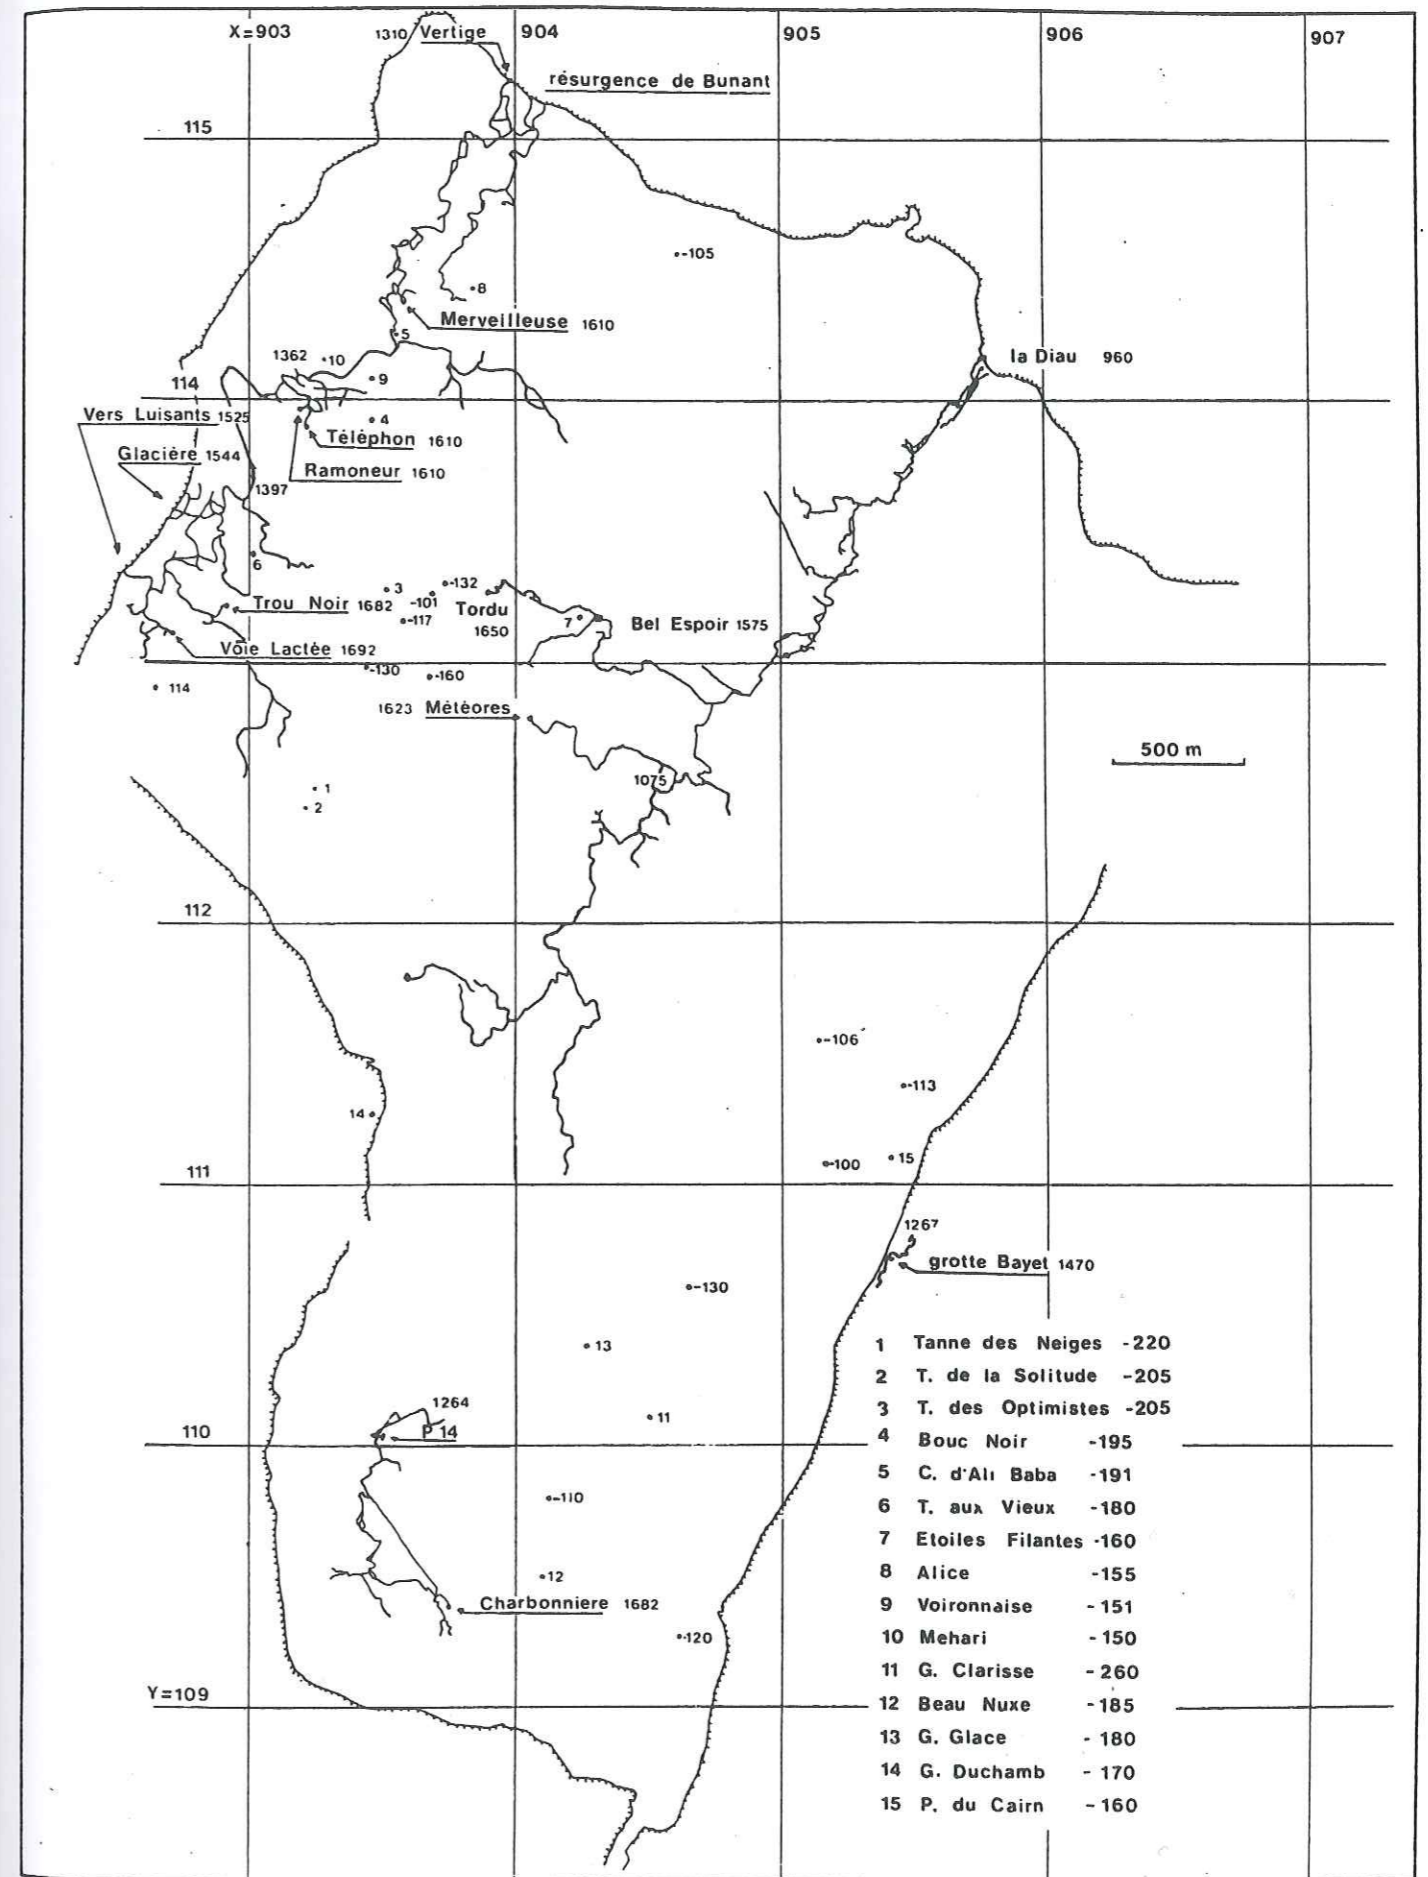 X=903
1310 Vertige
904
905
906
907
résurgence de Bunant
115
-105
8
Merveilleuse 1610
5
1362
10
la Diau 960
9
114
4
Vers Luisants 1525
Téléphon 1610
Glacière 1544
Ramoneur 1610
1397
6
3
-132
Trou Noir 1682
-101
Tordu
1650
-117
7
Bel Espoir 1575
Voie Lactée 1692
-130
-160
114
1623 Météores
500 m
1075
1
2
112
-106
-113
14
-100
15
111
1267
grotte Bayet 1470
-130
13
1264
11
P 14
110
-110
12
Charbonniere 1682
-120
Y=109
1 Tanne des Neiges -220
2 T. de la Solitude -205
3 T. des Optimistes -205
4 Bouc Noir -195
5 C. d'Ali Baba -191
6 T. aux Vieux -180
7 Etoiles Filantes -160
8 Alice -155
9 Voironnaise -151
10 Mehari -150
11 G. Clarisse -260
12 Beau Nuxe -185
13 G. Glace -180
14 G. Duchamb -170
15 P. du Cairn -160